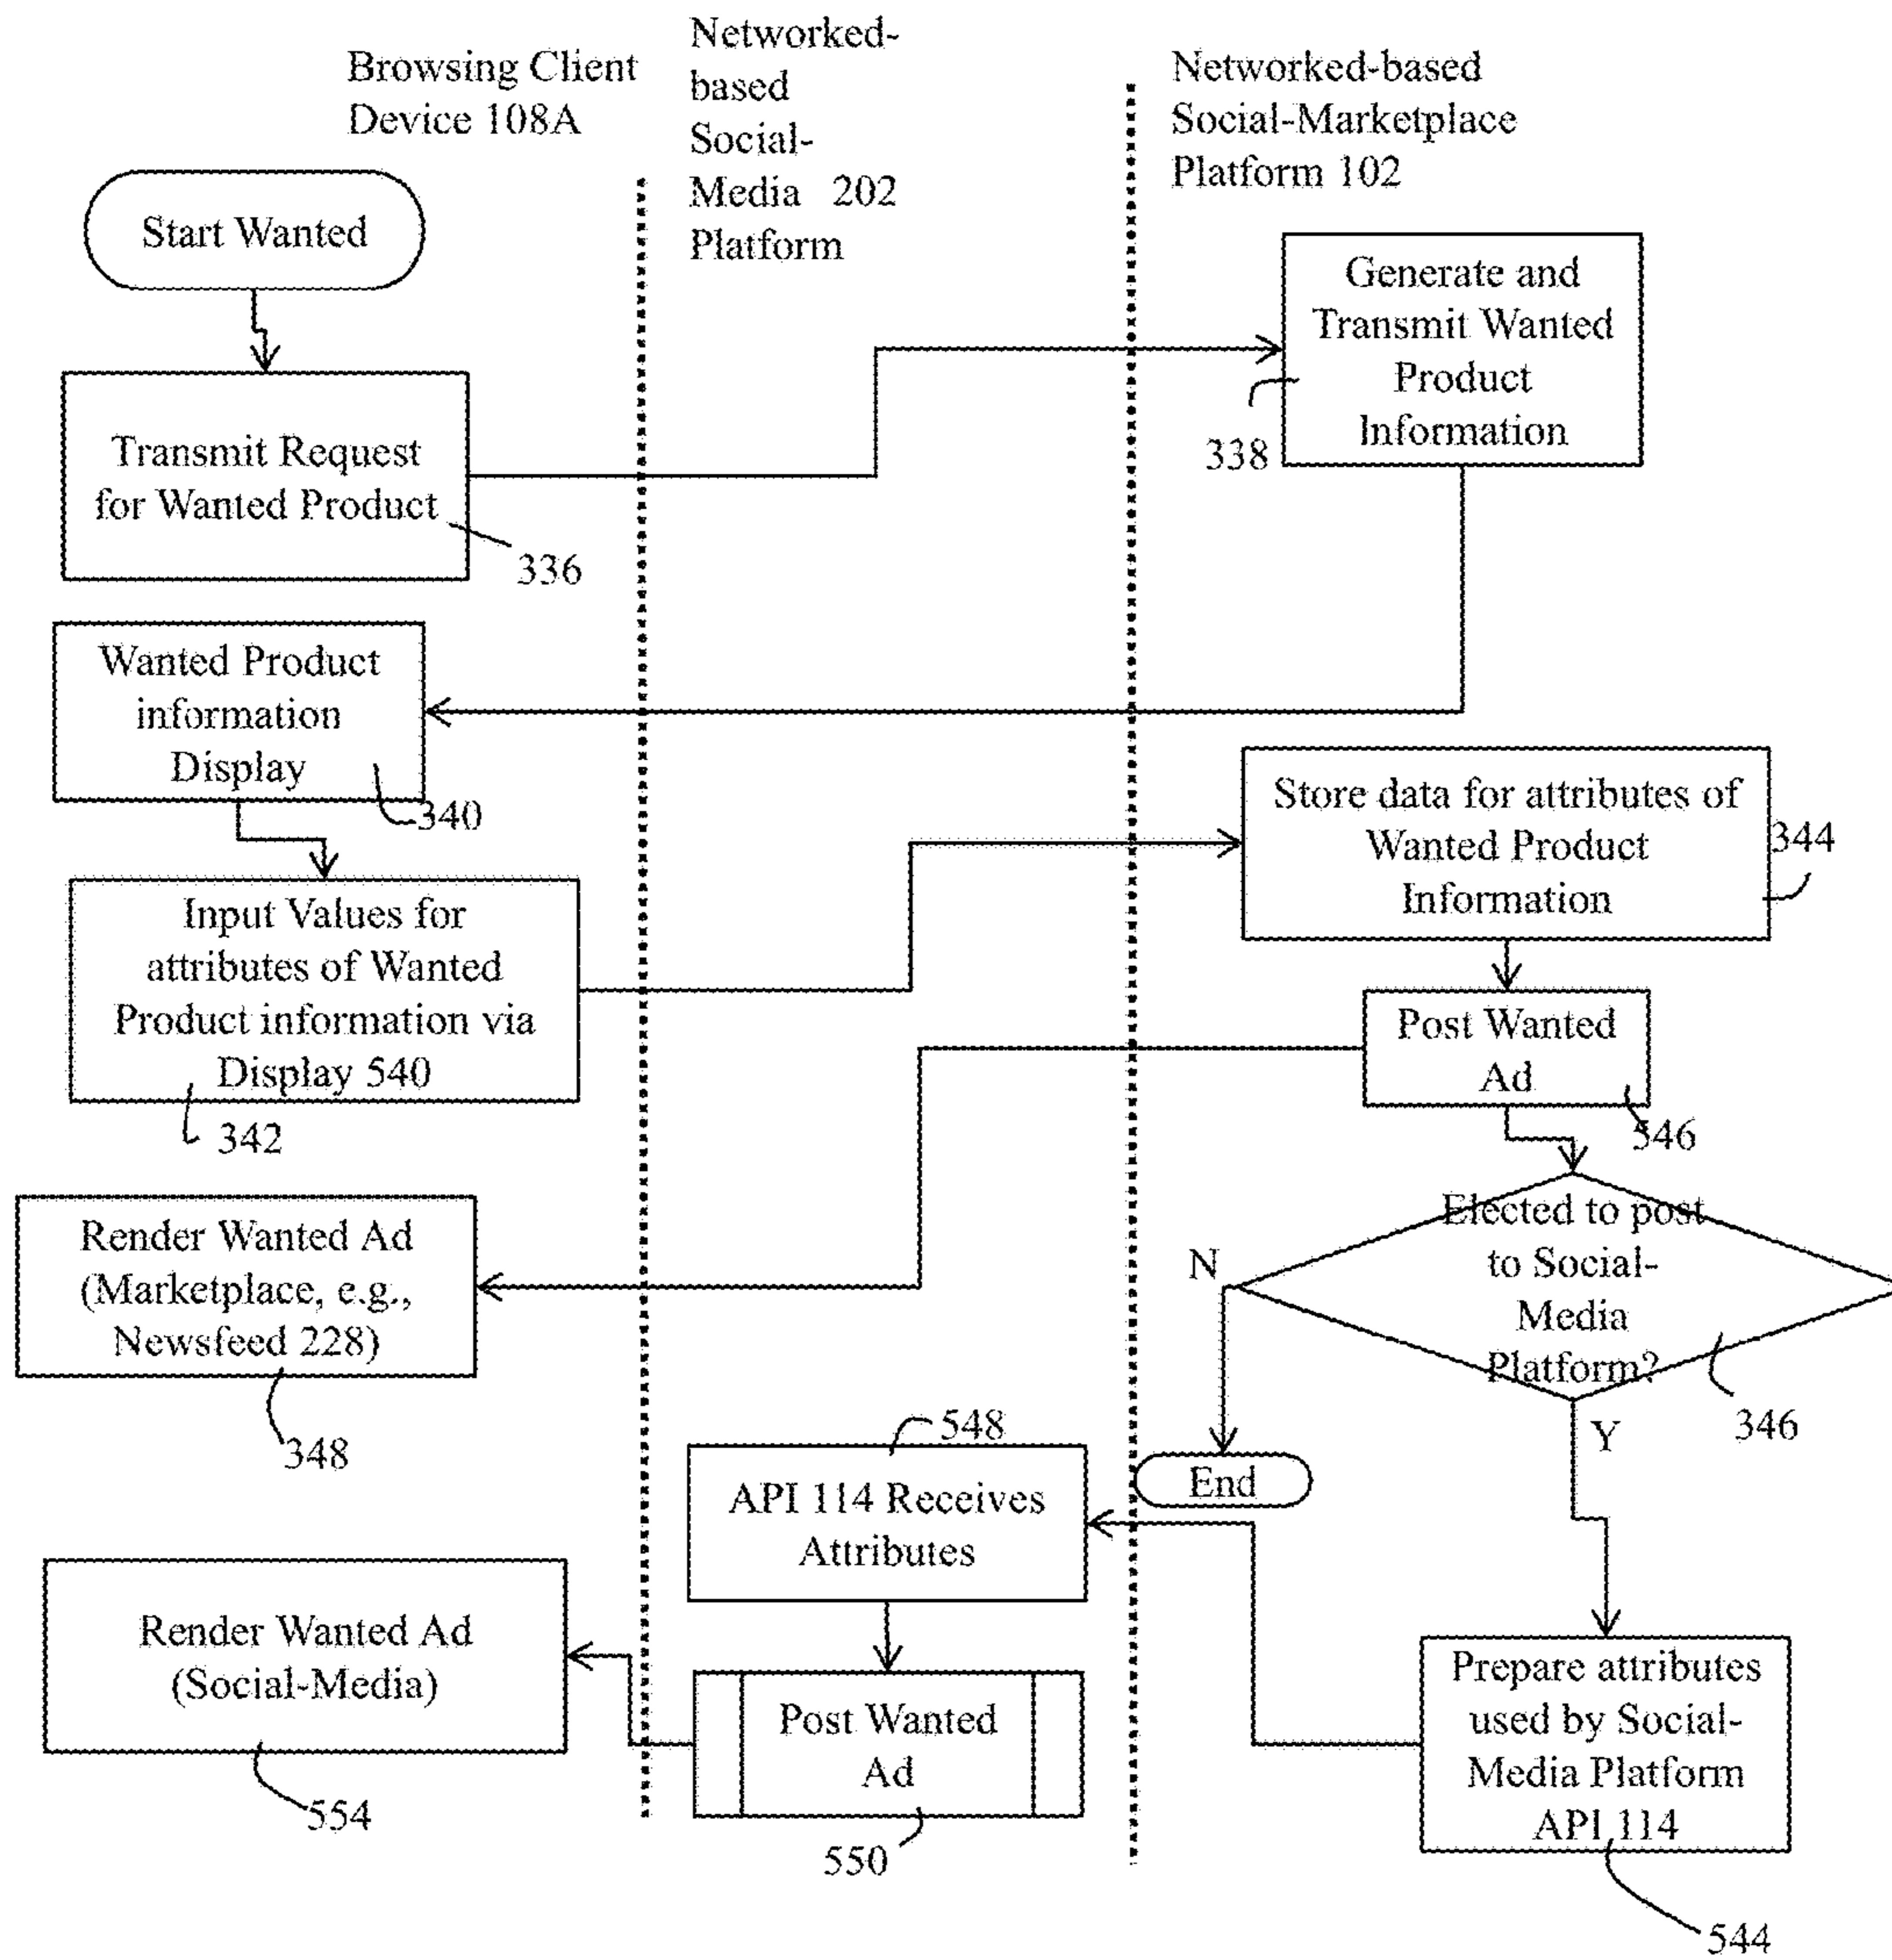 Browsing Client
Device 108A
Networked-
based
Social-
Media 202
Platform
Networked-based
Social-Marketplace
Platform 102
Start Wanted
Generate and
Transmit Wanted
Product
Information
338
Transmit Request
for Wanted Product
336
Wanted Product
information
Display
340
Store data for attributes of
Wanted Product
Information
344
Input Values for
attributes of Wanted
Product information via
Display 540
342
Post Wanted
Ad
546
Elected to post
to Social-
Media
Platform?
346
N
Y
Render Wanted Ad
(Marketplace, e.g.,
Newsfeed 228)
348
548
API 114 Receives
Attributes
End
Render Wanted Ad
(Social-Media)
554
Post Wanted
Ad
550
Prepare attributes
used by Social-
Media Platform
API 114
544